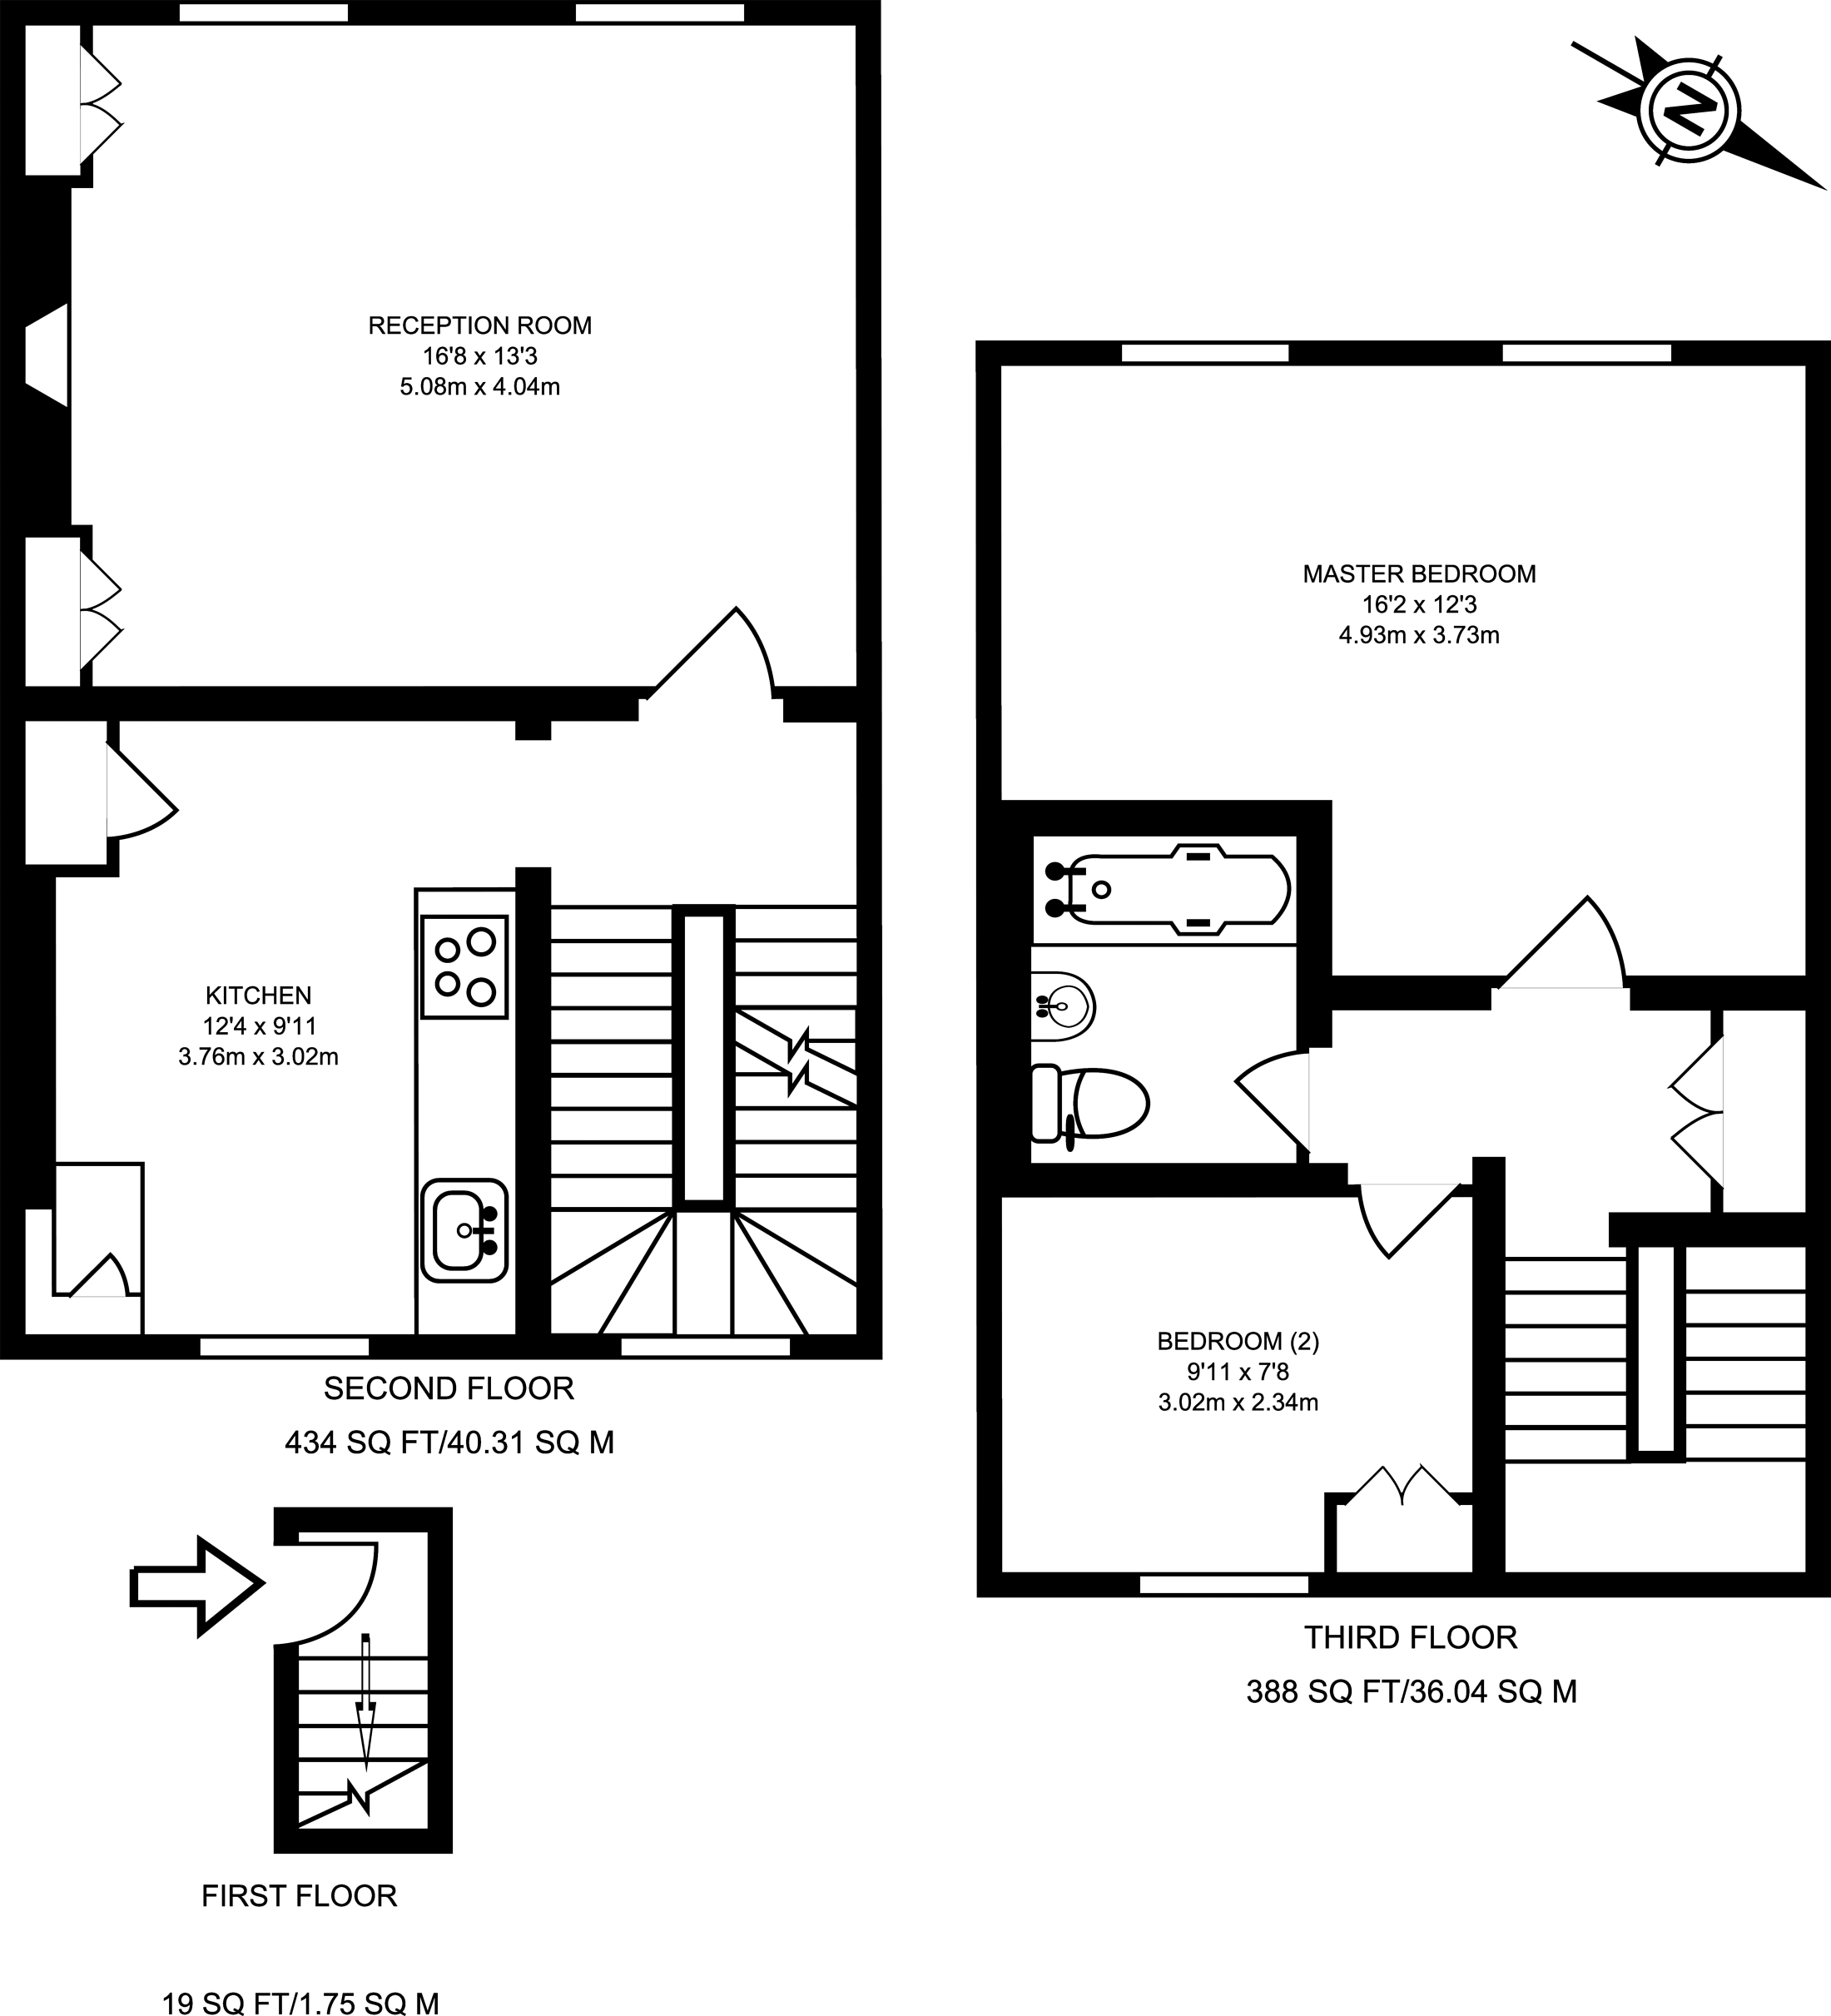 N
RECEPTION ROOM
16'8 x 13'3
5.08m x 4.04m
KITCHEN
12'4 x 9'11
3.76m x 3.02m
SECOND FLOOR
434 SQ FT/40.31 SQ M
MASTER BEDROOM
16'2 x 12'3
4.93m x 3.73m
BEDROOM (2)
9'11 x 7'8
3.02m x 2.34m
THIRD FLOOR
388 SQ FT/36.04 SQ M
FIRST FLOOR
19 SQ FT/1.75 SQ M